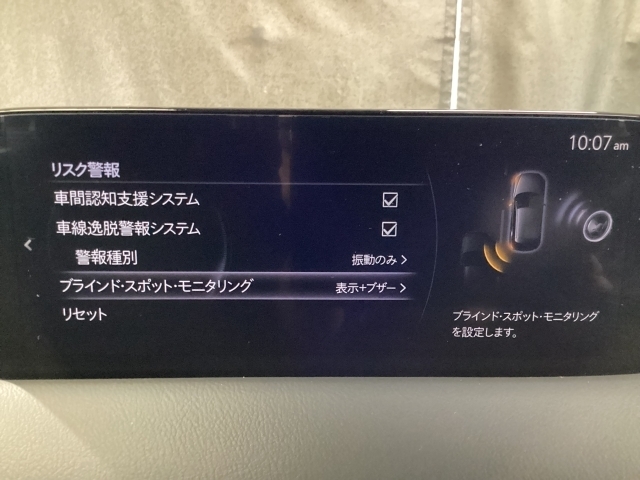 10:07am
リスク警報
車間認知支援システム
車線逸脱警報システム
警報種別 振動のみ
ブラインド・スポット・モニタリング 表示+ブザー
リセット
ブラインド・スポット・モニタリング
を設定します。